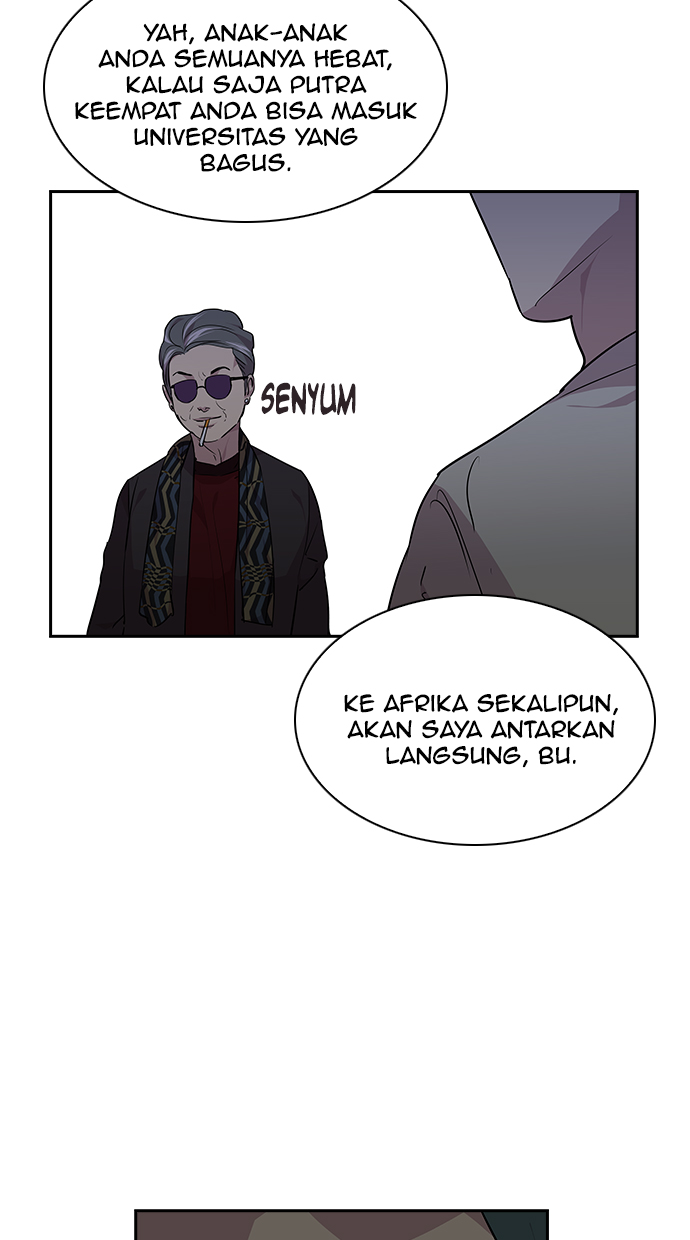 YAH, ANAK-ANAK
ANDA SEMUANYA HEBAT,
KALAU SAJA PUTRA
KEEMPAT ANDA BISA MASUK
UNIVERSITAS YANG
BAGUS.
SENYUM
KE AFRIKA SEKALIPUN,
AKAN SAYA ANTARKAN
LANGSUNG, BU.